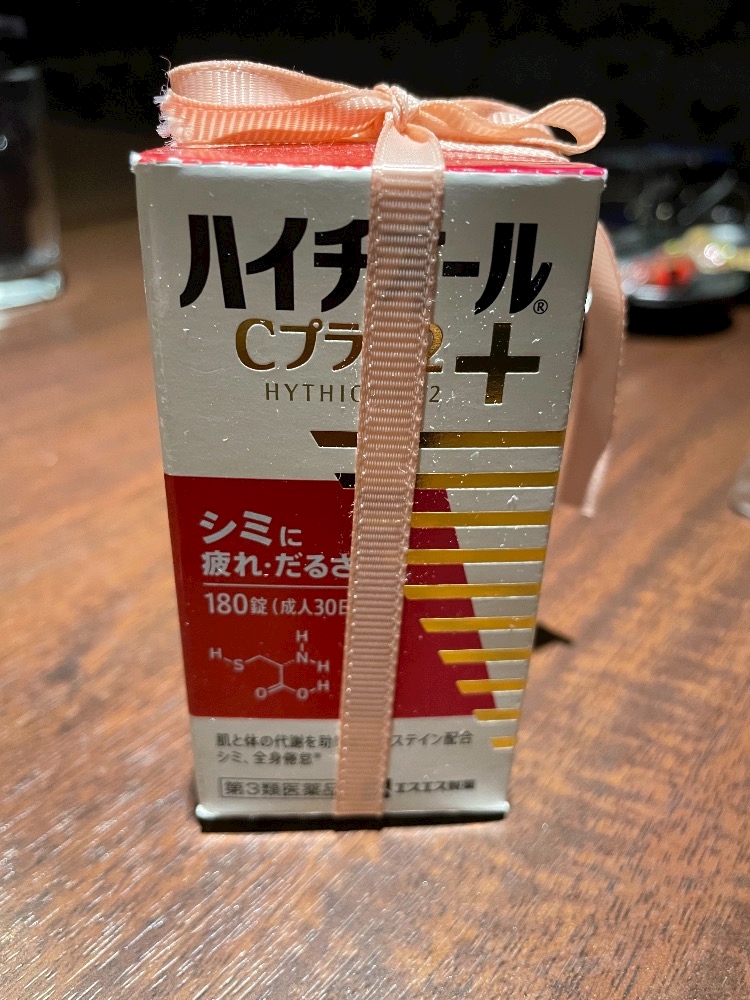 ハイチオール®
Cプラス2
HYTHIOL-C 2
シミに
疲れ・だるさ
180錠(成人30日
H S H N H O O H
肌と体の代謝を助 ステイン配合
シミ、全身倦怠*
第3類医薬品 エスエス製薬